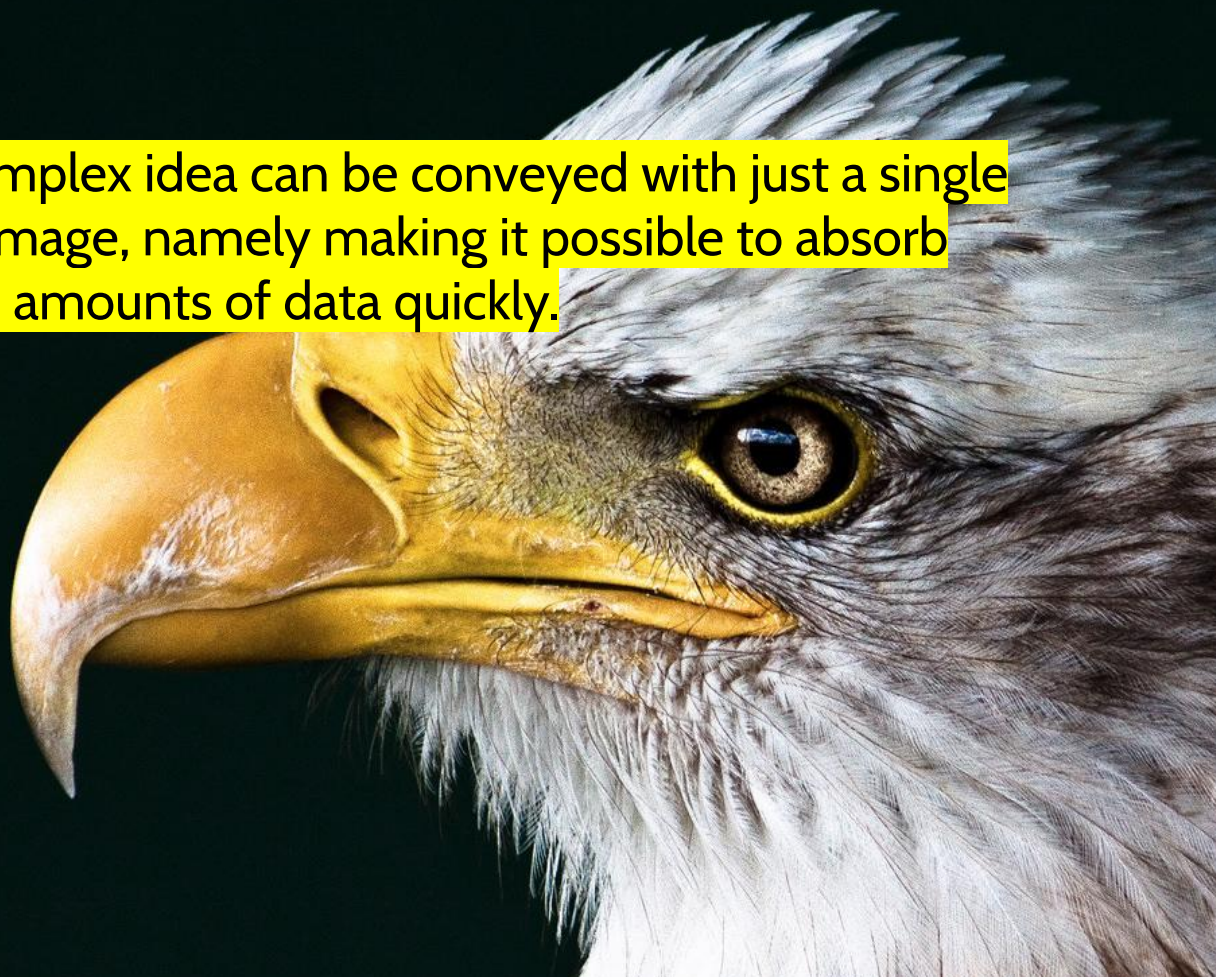 mplex idea can be conveyed with just a single
mage, namely making it possible to absorb
amounts of data quickly.